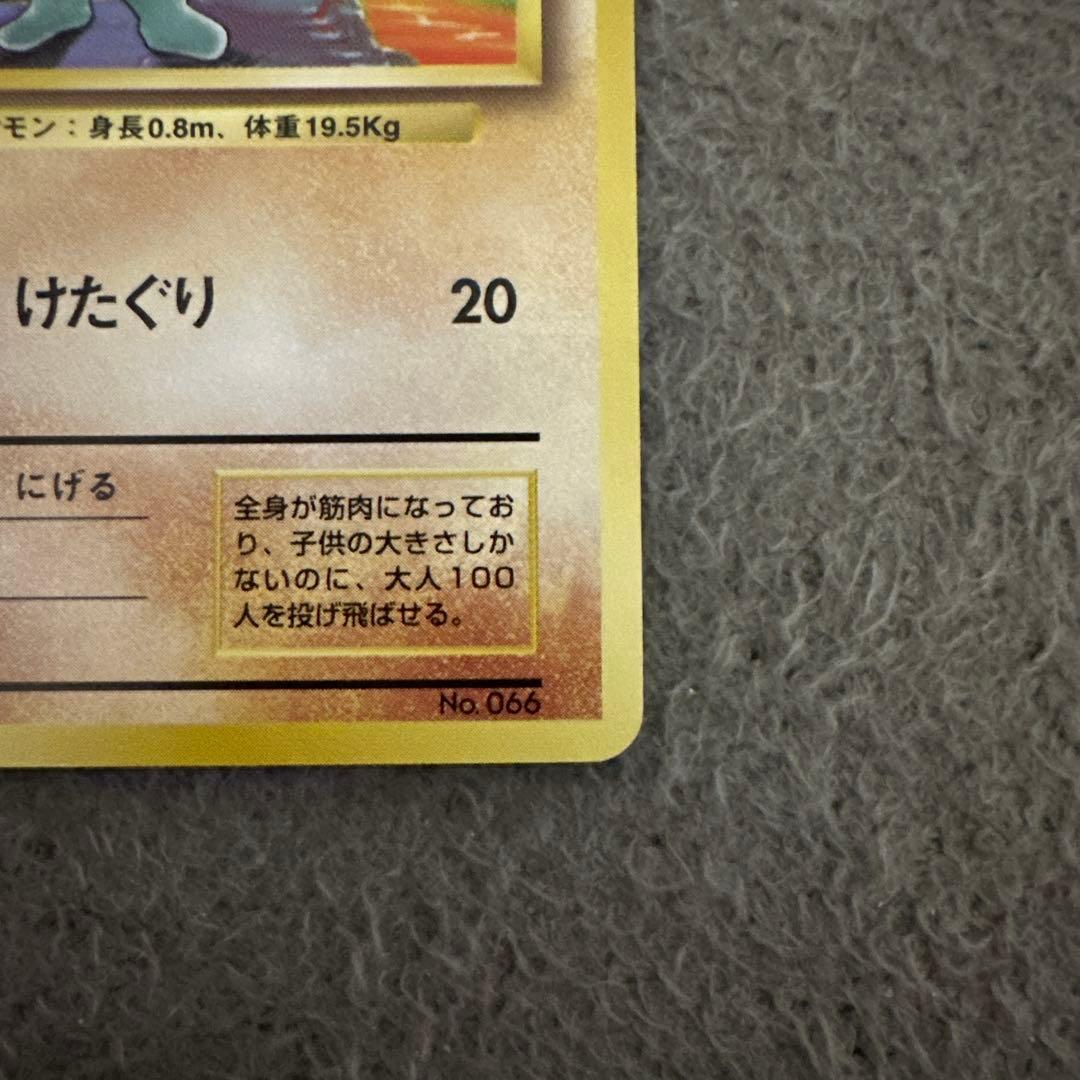 モン：身長0.8m、体重19.5Kg
けたぐり 20
にげる
全身が筋肉になってお
り、子供の大きさしか
ないのに、大人100
人を投げ飛ばせる。
No.066